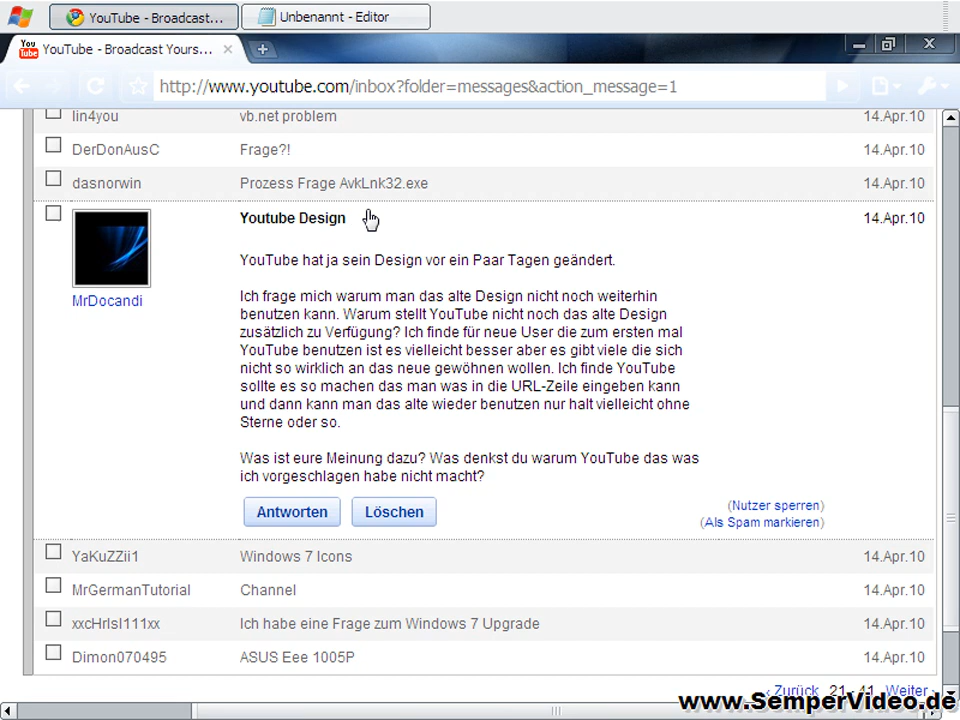 YouTube - Broadcast...
Unbenannt - Editor
You Tube
YouTube - Broadcast Yours...
http://www.youtube.com/inbox?folder=messages&action_message=1
lin4you vb.net problem 14.Apr.10
DerDonAusC Frage?! 14.Apr.10
dasnorwin Prozess Frage AvkLnk32.exe 14.Apr.10
Youtube Design 14.Apr.10
MrDocandi
YouTube hat ja sein Design vor ein Paar Tagen geändert.
Ich frage mich warum man das alte Design nicht noch weiterhin
benutzen kann. Warum stellt YouTube nicht noch das alte Design
zusätzlich zu Verfügung? Ich finde für neue User die zum ersten mal
YouTube benutzen ist es vielleicht besser aber es gibt viele die sich
nicht so wirklich an das neue gewöhnen wollen. Ich finde YouTube
sollte es so machen das man was in die URL-Zeile eingeben kann
und dann kann man das alte wieder benutzen nur halt vielleicht ohne
Sterne oder so.
Was ist eure Meinung dazu? Was denkst du warum YouTube das was
ich vorgeschlagen habe nicht macht?
Antworten Löschen
(Nutzer sperren)
(Als Spam markieren)
YaKuZZii1 Windows 7 Icons 14.Apr.10
MrGermanTutorial Channel 14.Apr.10
xxcHrIsI111xx Ich habe eine Frage zum Windows 7 Upgrade 14.Apr.10
Dimon070495 ASUS Eee 1005P 14.Apr.10
‹ Zurück 21 - 41 Weiter ›
www.SemperVideo.de